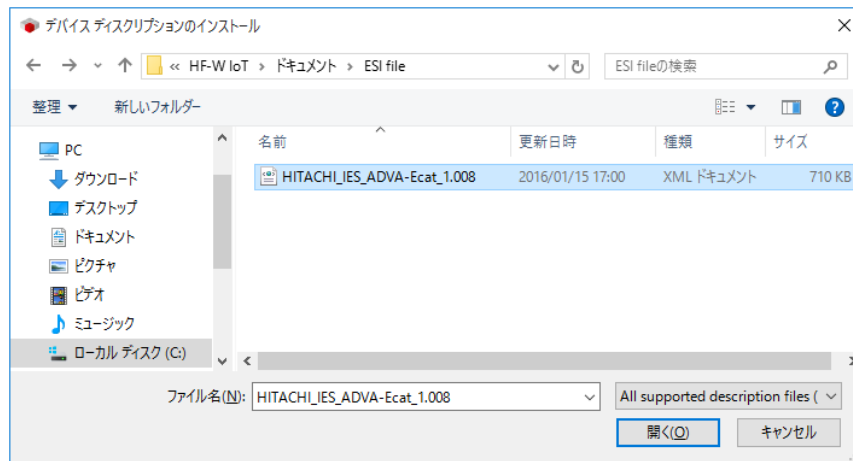 デバイス ディスクリプションのインストール
« HF-W IoT › ドキュメント › ESI file
ESI fileの検索
整理 新しいフォルダー
名前 更新日時 種類 サイズ
HITACHI_IES_ADVA-Ecat_1.008 2016/01/15 17:00 XML ドキュメント 710 KB
PC
ダウンロード
デスクトップ
ドキュメント
ピクチャ
ビデオ
ミュージック
ローカル ディスク (C:)
ファイル名(N): HITACHI_IES_ADVA-Ecat_1.008 All supported description files (
開く(O) キャンセル